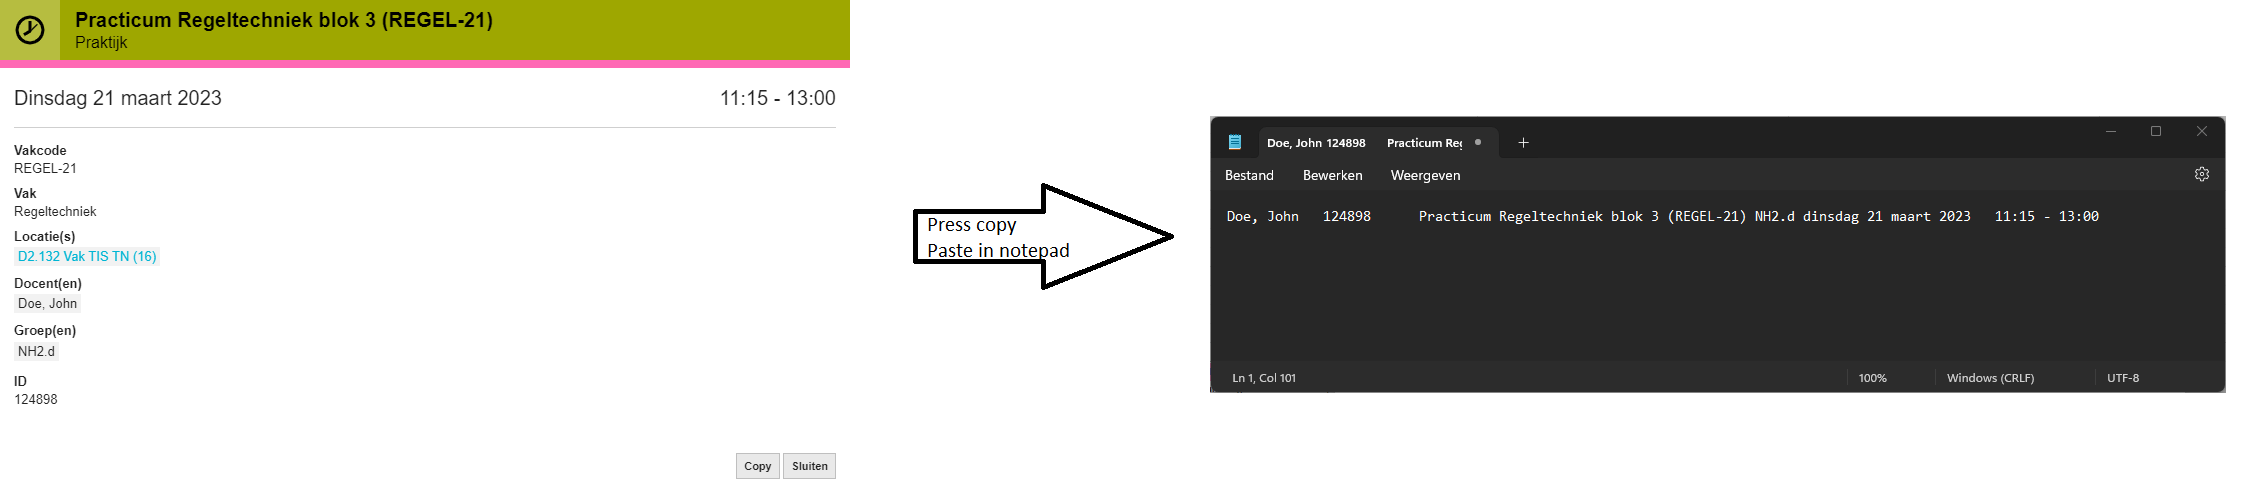 Practicum Regeltechniek blok 3 (REGEL-21)
Praktijk
Dinsdag 21 maart 2023 11:15 - 13:00
Vakcode
REGEL-21
Vak
Regeltechniek
Locatie(s)
D2.132 Vak TIS TN (16)
Docent(en)
Doe, John
Groep(en)
NH2.d
ID
124898
Copy Sluiten
Press copy
Paste in notepad
Doe, John 124898 Practicum Reg
Bestand Bewerken Weergeven
Doe, John 124898 Practicum Regeltechniek blok 3 (REGEL-21) NH2.d dinsdag 21 maart 2023 11:15 - 13:00
Ln 1, Col 101 100% Windows (CRLF) UTF-8